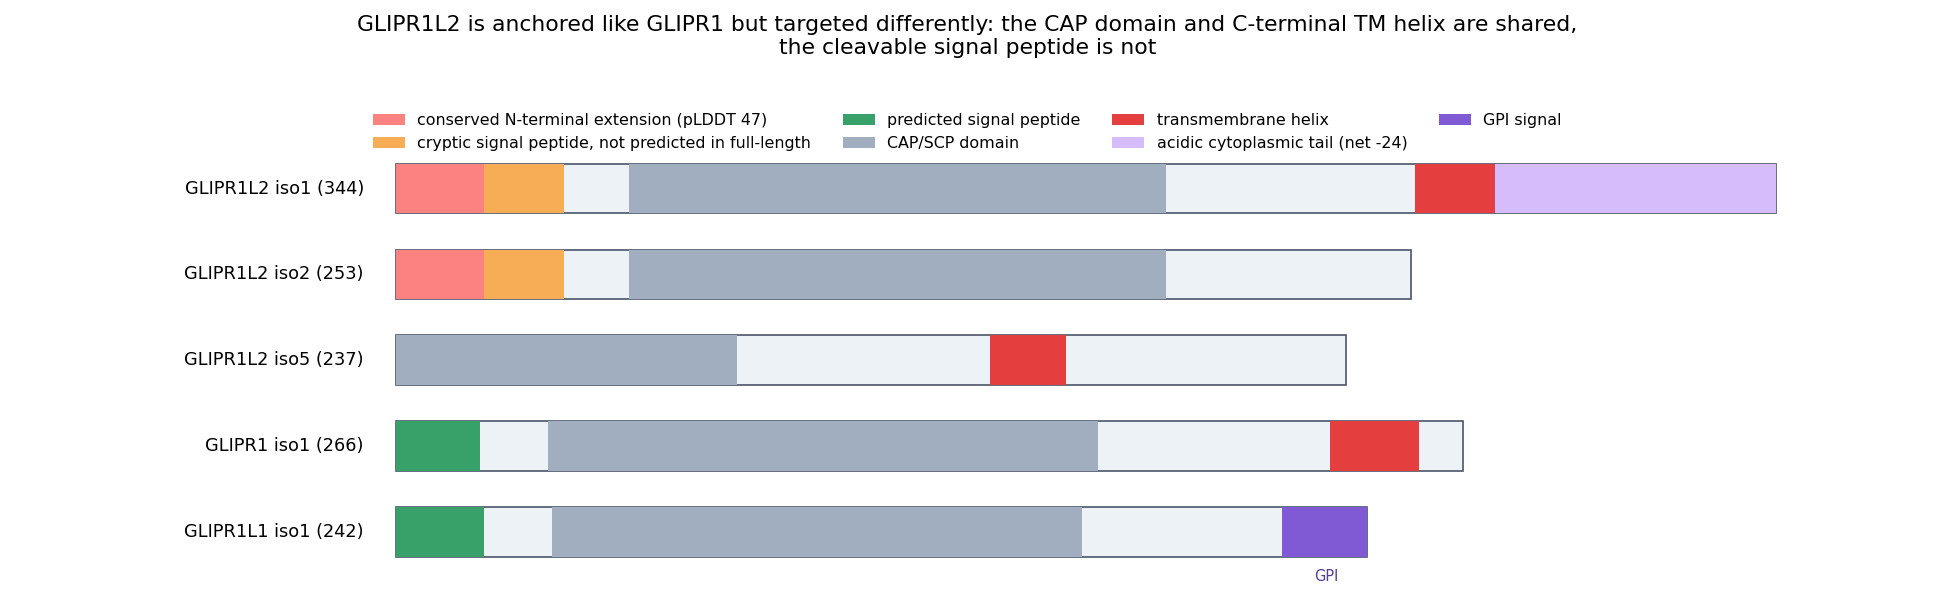 GLIPR1L2 is anchored like GLIPR1 but targeted differently: the CAP domain and C-terminal TM helix are shared,
the cleavable signal peptide is not
conserved N-terminal extension (pLDDT 47)
cryptic signal peptide, not predicted in full-length
predicted signal peptide
CAP/SCP domain
transmembrane helix
acidic cytoplasmic tail (net -24)
GPI signal
GLIPR1L2 iso1 (344)
GLIPR1L2 iso2 (253)
GLIPR1L2 iso5 (237)
GLIPR1 iso1 (266)
GLIPR1L1 iso1 (242)
GPI